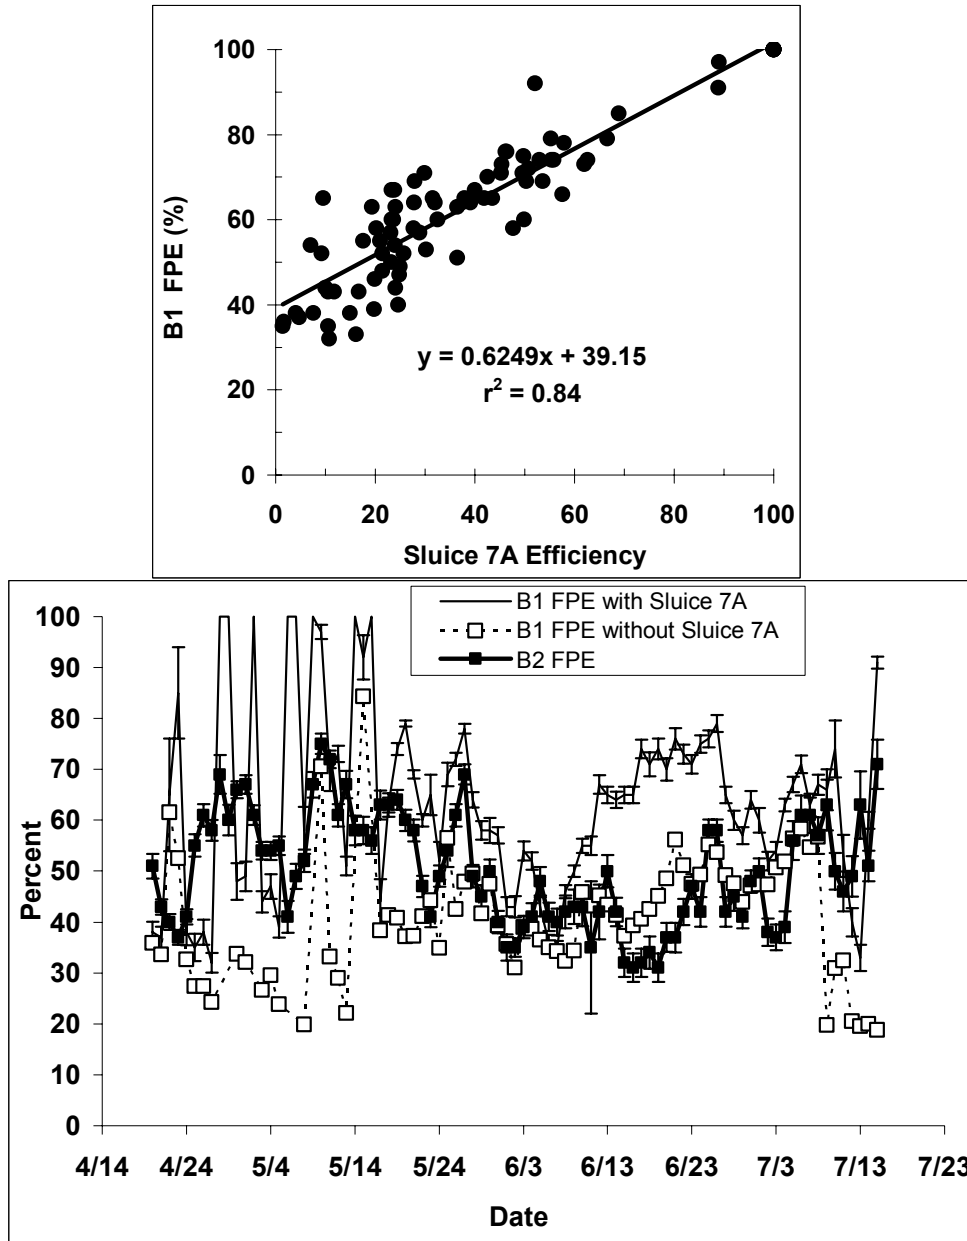 100
80
60
40
20
0
B1 FPE (%)
y = 0.6249x + 39.15
r² = 0.84
0 20 40 60 80 100
Sluice 7A Efficiency
B1 FPE with Sluice 7A
B1 FPE without Sluice 7A
B2 FPE
100
90
80
70
60
50
40
30
20
10
0
Percent
4/14 4/24 5/4 5/14 5/24 6/3 6/13 6/23 7/3 7/13 7/23
Date